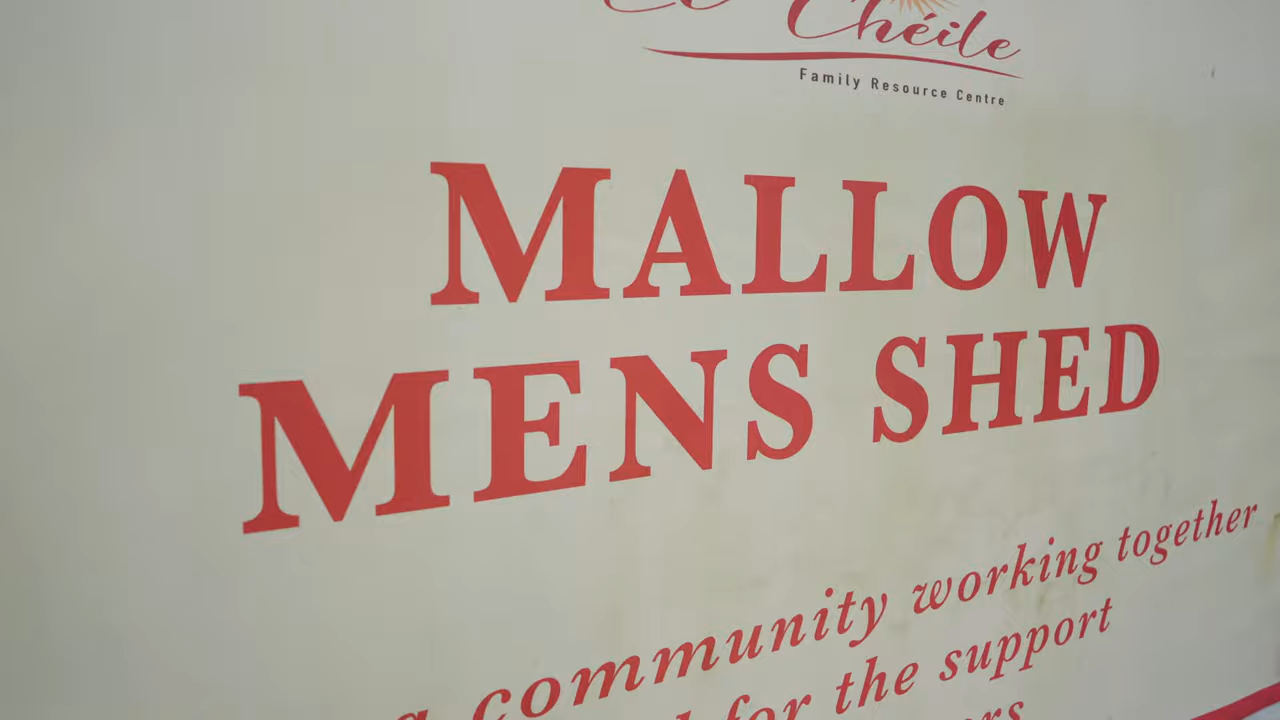 Chéile
Family Resource Centre
MALLOW
MENS SHED
a community working together
for the support